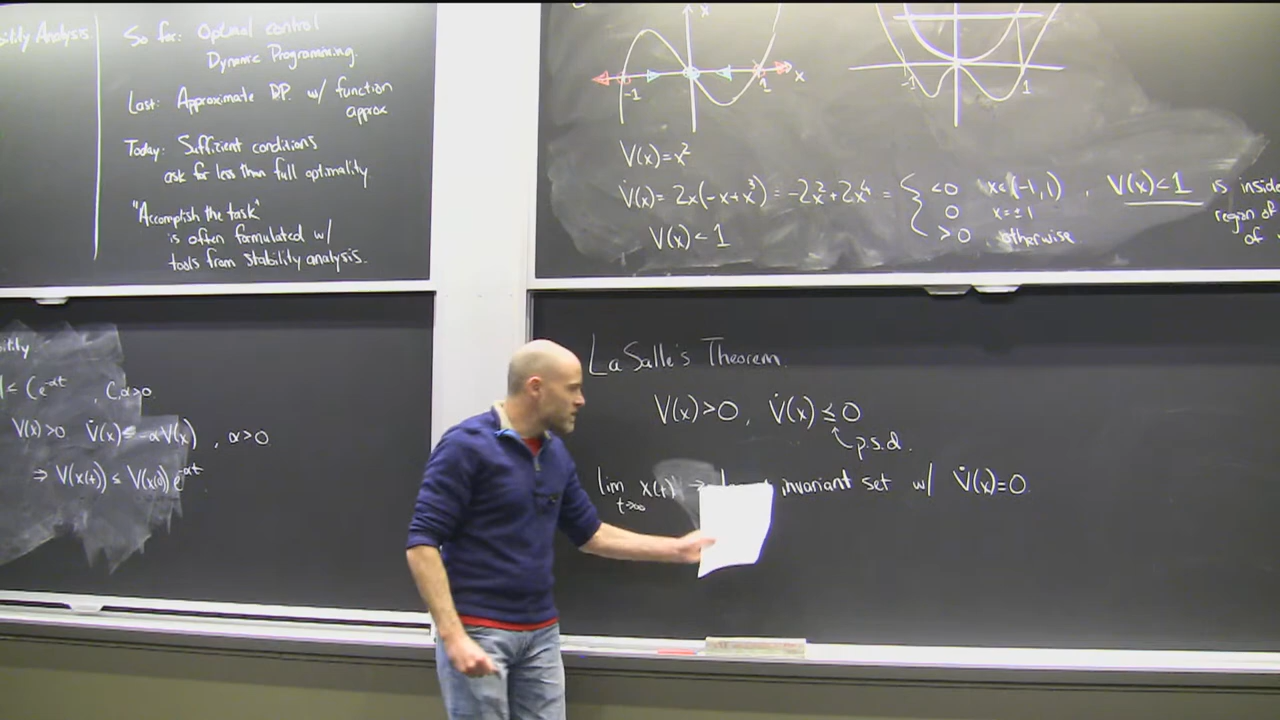 bility Analysis.
So far: Optimal control
Dynamic Programming.
Last: Approximate DP. w/ function
approx
Today: Sufficient conditions
ask for less than full optimality.
"Accomplish the task"
is often formulated w/
tools from stability analysis.
x
-1
1
x
-1
1
V(x)=x²
V̇(x) = 2x(-x+x³) = -2x²+2x⁴ = { <0 x∈(-1,1) , V(x)<1 is inside
0 x=±1 region of
>0 otherwise. of
V(x)<1
bility
≤ Ce^{-αt} , C,α>0
V(x)>0 V̇(x)≤-αV(x) , α>0
⇒ V(x(t)) ≤ V(x(0))e^{-αt}
LaSalle's Theorem.
V(x)>0, V̇(x)≤0
p.s.d.
lim x(t) → invariant set w/ V̇(x)=0
t→∞